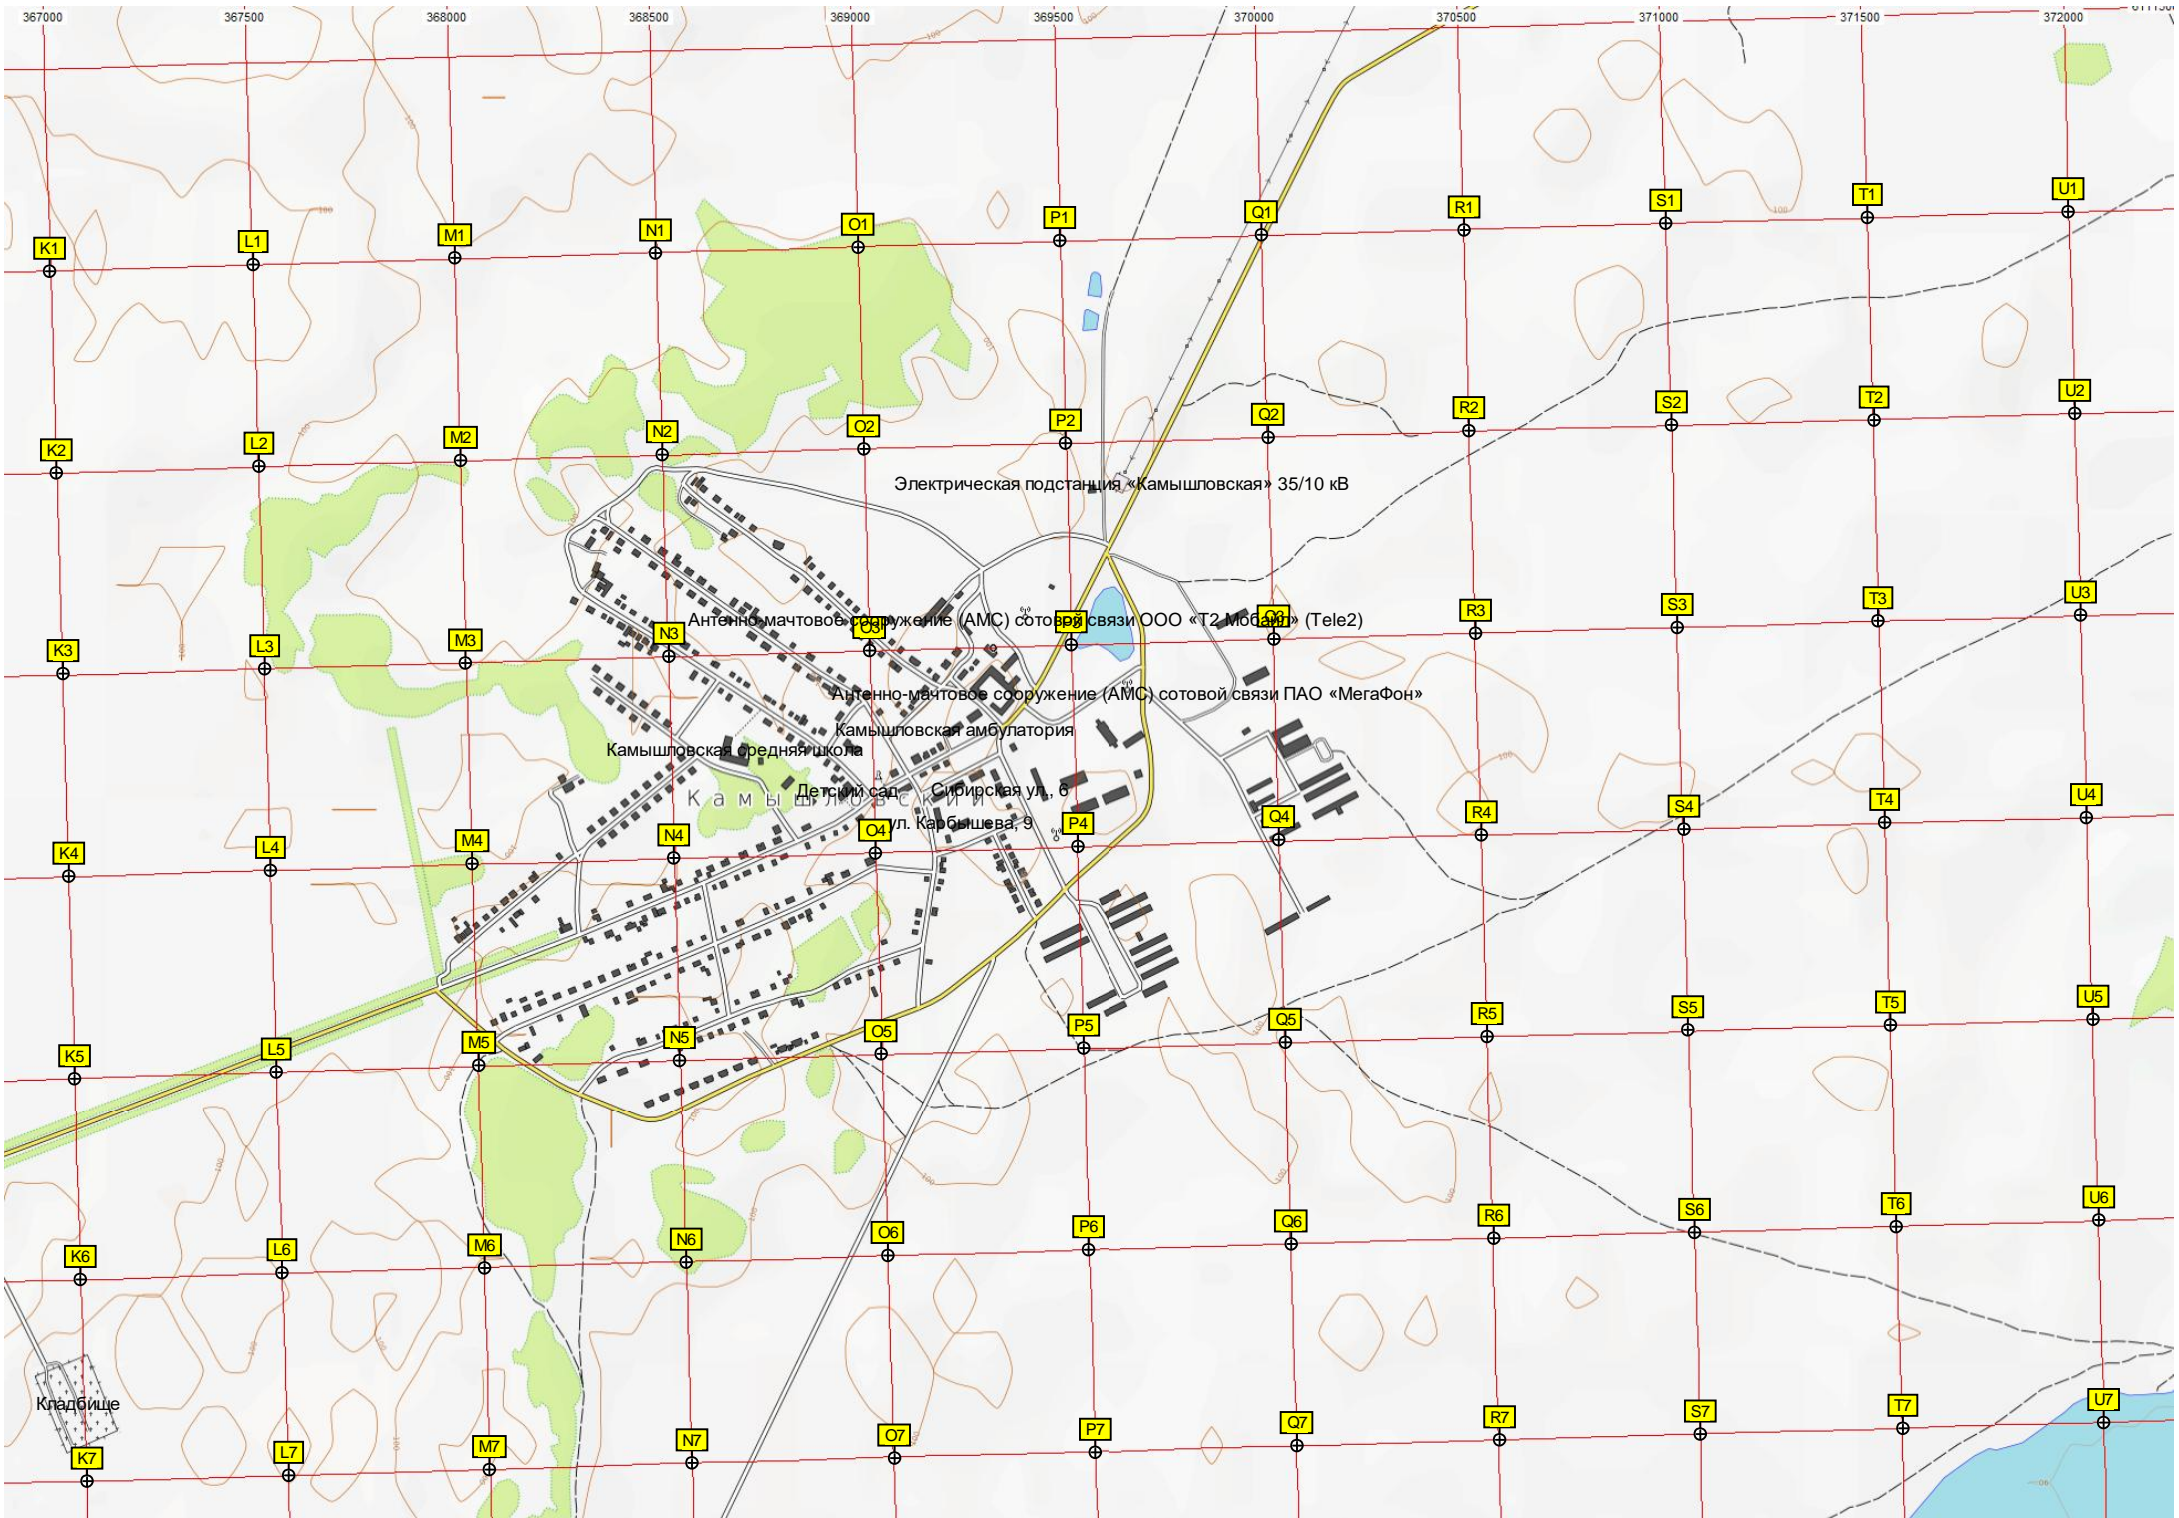 367000 367500 368000 368500 369000 369500 370000 370500 371000 371500 372000
K1 L1 M1 N1 O1 P1 Q1 R1 S1 T1 U1
K2 L2 M2 N2 O2 P2 Q2 R2 S2 T2 U2
Электрическая подстанция «Камышловская» 35/10 кВ
K3 L3 M3 N3 O3 P3 Q3 R3 S3 T3 U3
Антенно-мачтовое сооружение (АМС) сотовой связи ООО «Т2 Мобайл» (Tele2)
Антенно-мачтовое сооружение (АМС) сотовой связи ПАО «МегаФон»
Камышловская амбулатория
Камышловская средняя школа
Детский сад
Сибирская ул., 6
Камышловский
ул. Карбышева, 9
K4 L4 M4 N4 O4 P4 Q4 R4 S4 T4 U4
K5 L5 M5 N5 O5 P5 Q5 R5 S5 T5 U5
K6 L6 M6 N6 O6 P6 Q6 R6 S6 T6 U6
Кладбище
K7 L7 M7 N7 O7 P7 Q7 R7 S7 T7 U7